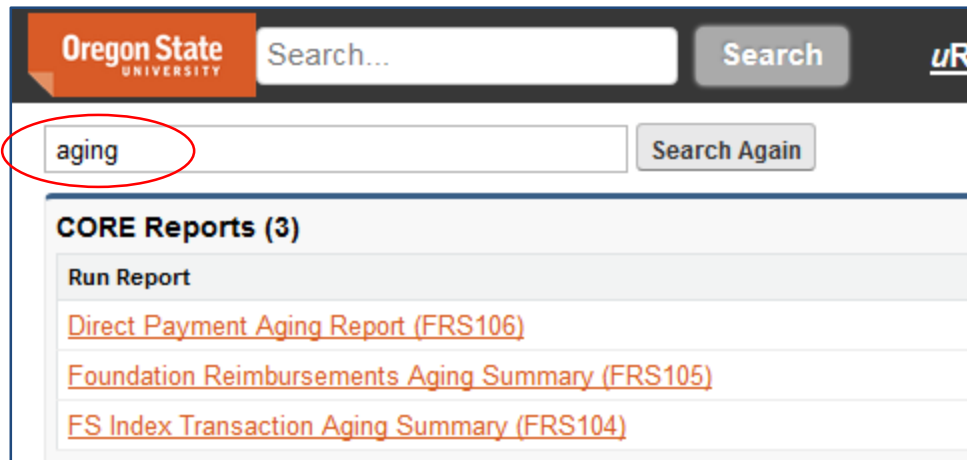 Oregon State
UNIVERSITY
Search...
Search
uR
aging
Search Again
CORE Reports (3)
Run Report
Direct Payment Aging Report (FRS106)
Foundation Reimbursements Aging Summary (FRS105)
FS Index Transaction Aging Summary (FRS104)